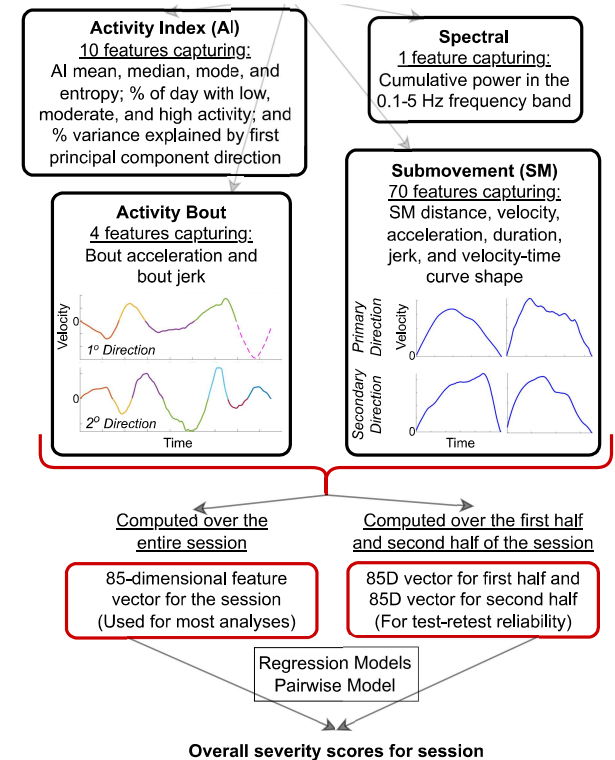 Activity Index (AI)
10 features capturing:
AI mean, median, mode, and
entropy; % of day with low,
moderate, and high activity; and
% variance explained by first
principal component direction
Spectral
1 feature capturing:
Cumulative power in the
0.1-5 Hz frequency band
Activity Bout
4 features capturing:
Bout acceleration and
bout jerk
Velocity
0
1º Direction
0
2º Direction
Time
Submovement (SM)
70 features capturing:
SM distance, velocity,
acceleration, duration,
jerk, and velocity-time
curve shape
Primary
Direction
0
Secondary
Direction
0
Time
Computed over the
entire session
Computed over the first half
and second half of the session
85-dimensional feature
vector for the session
(Used for most analyses)
85D vector for first half and
85D vector for second half
(For test-retest reliability)
Regression Models
Pairwise Model
Overall severity scores for session